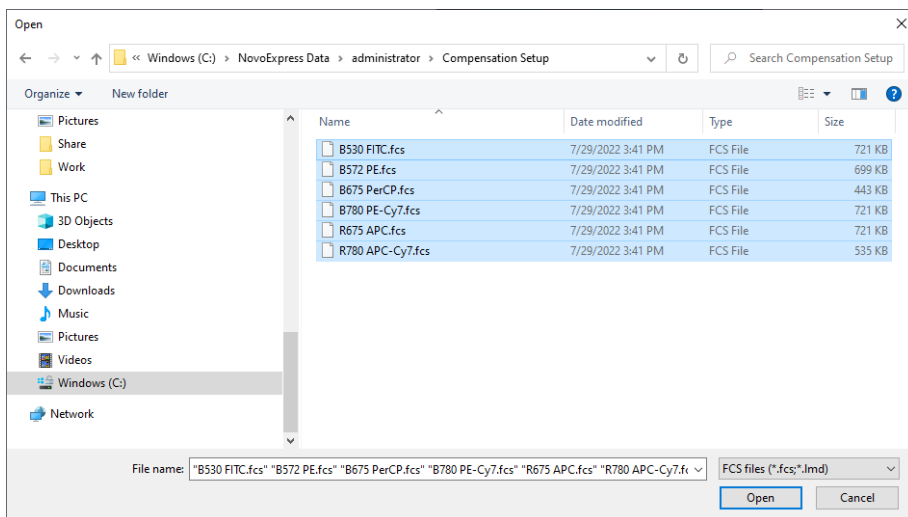 Open
« Windows (C:) › NovoExpress Data › administrator › Compensation Setup
Search Compensation Setup
Organize
New folder
Pictures
Share
Work
This PC
3D Objects
Desktop
Documents
Downloads
Music
Pictures
Videos
Windows (C:)
Network
Name Date modified Type Size
B530 FITC.fcs 7/29/2022 3:41 PM FCS File 721 KB
B572 PE.fcs 7/29/2022 3:41 PM FCS File 699 KB
B675 PerCP.fcs 7/29/2022 3:41 PM FCS File 443 KB
B780 PE-Cy7.fcs 7/29/2022 3:41 PM FCS File 721 KB
R675 APC.fcs 7/29/2022 3:41 PM FCS File 721 KB
R780 APC-Cy7.fcs 7/29/2022 3:41 PM FCS File 535 KB
File name: "B530 FITC.fcs" "B572 PE.fcs" "B675 PerCP.fcs" "B780 PE-Cy7.fcs" "R675 APC.fcs" "R780 APC-Cy7.fc
FCS files (*.fcs;*.lmd)
Open
Cancel